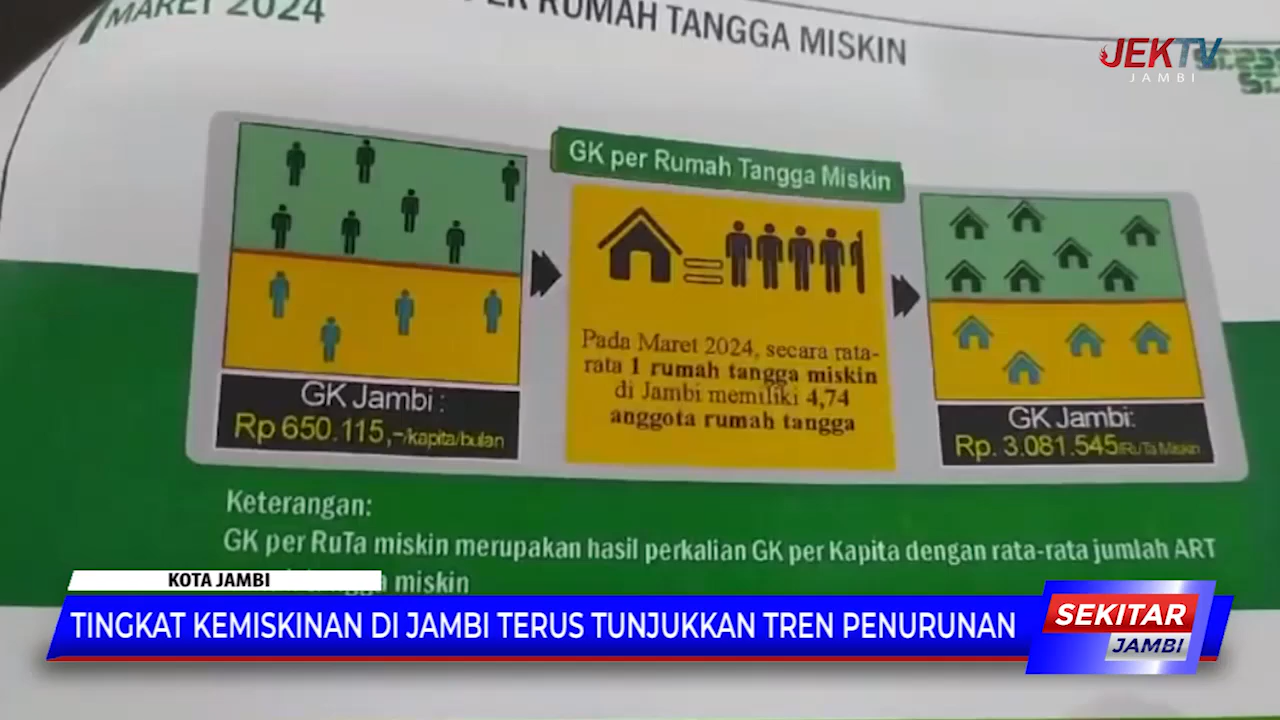 MARET 2024
RUMAH TANGGA MISKIN
JEKTV
JAMBI
GK per Rumah Tangga Miskin
Pada Maret 2024, secara rata-
rata 1 rumah tangga miskin
di Jambi memiliki 4,74
anggota rumah tangga
GK Jambi :
Rp 650.115,-/kapita/bulan
GK Jambi:
Rp. 3.081.545/RuTa Miskin
Keterangan:
GK per RuTa miskin merupakan hasil perkalian GK per Kapita dengan rata-rata jumlah ART
miskin
KOTA JAMBI
TINGKAT KEMISKINAN DI JAMBI TERUS TUNJUKKAN TREN PENURUNAN
SEKITAR
JAMBI